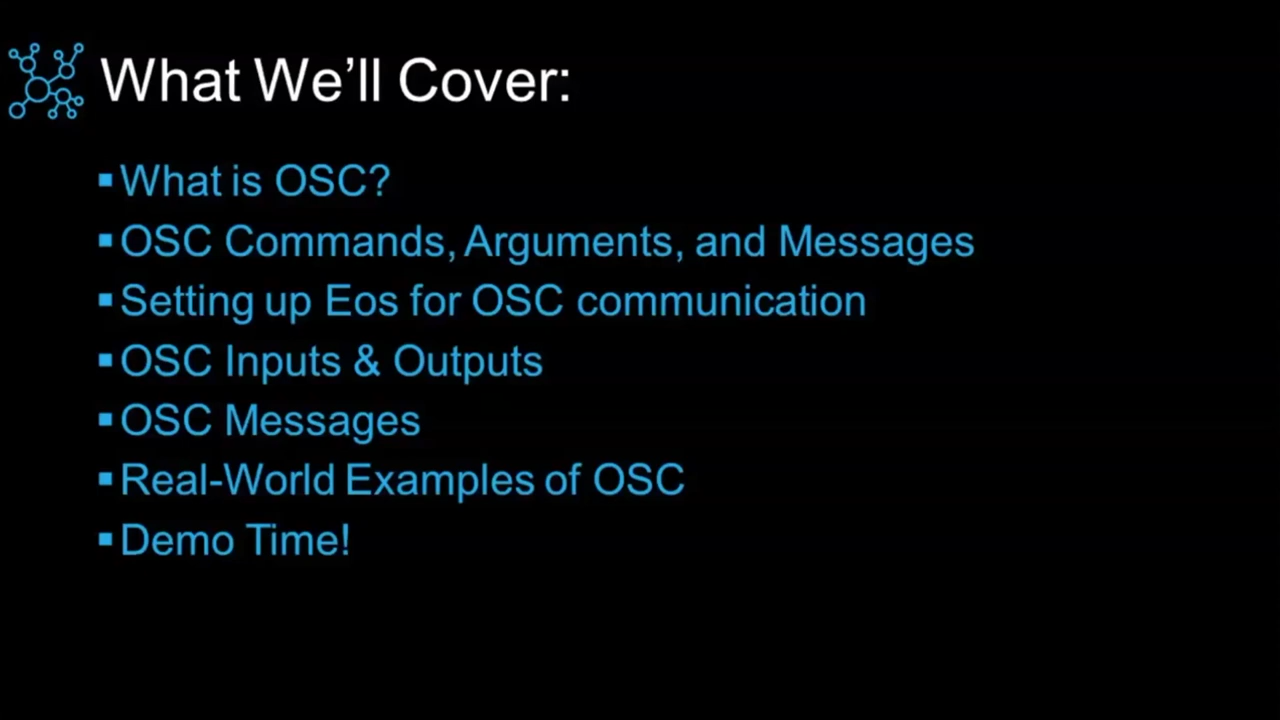 What We’ll Cover:
▪What is OSC?
▪OSC Commands, Arguments, and Messages
▪Setting up Eos for OSC communication
▪OSC Inputs & Outputs
▪OSC Messages
▪Real-World Examples of OSC
▪Demo Time!